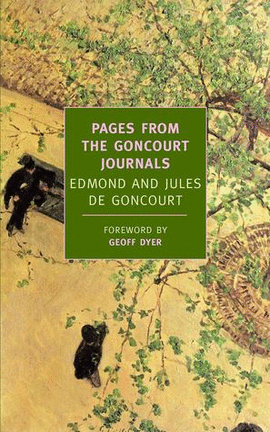 PAGES FROM
THE GONCOURT
JOURNALS
EDMOND AND JULES
DE GONCOURT
FOREWORD BY
GEOFF DYER